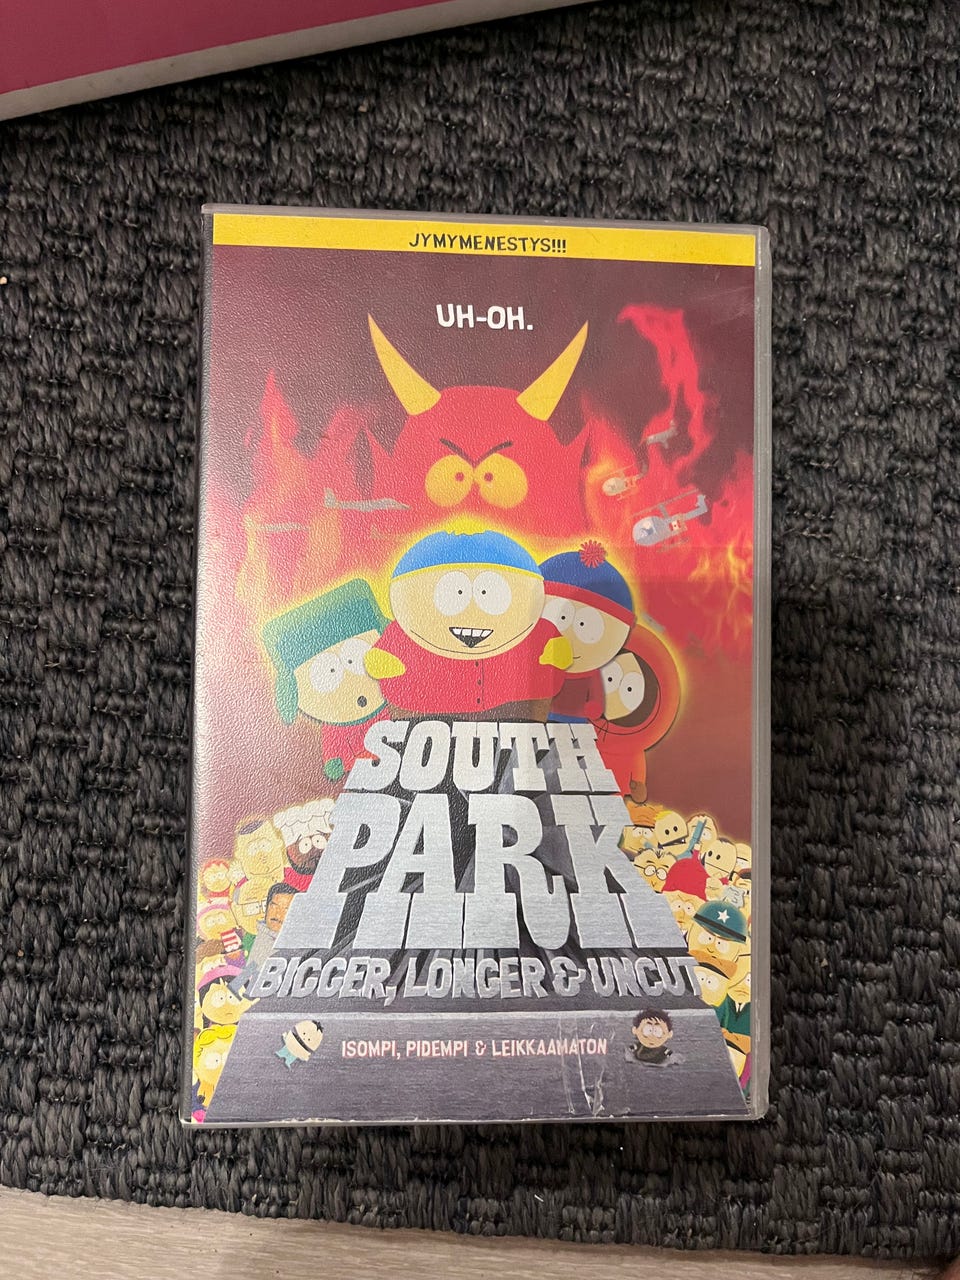 JYMYMENESTYS!!!
UH-OH.
SOUTH
PARK
BIGGER, LONGER & UNCUT
ISOMPI, PIDEMPI & LEIKKAAMATON